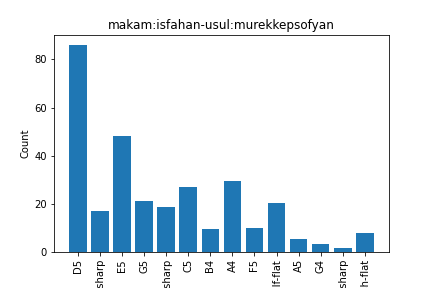 makam:isfahan-usul:murekkepsofyan
Count
80
60
40
20
0
D5
sharp
E5
G5
sharp
C5
B4
A4
F5
lf-flat
A5
G4
sharp
h-flat